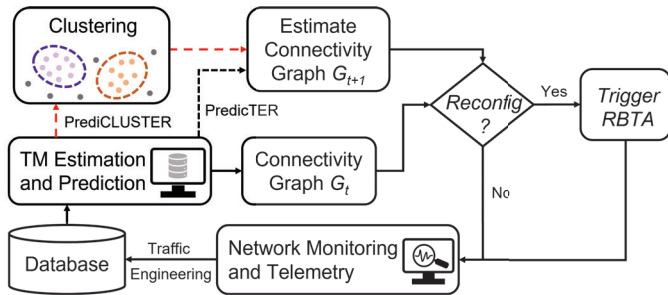 Clustering
Estimate
Connectivity
Graph G_{t+1}
PrediCLUSTER
PredicTER
Reconfig
?
Yes
Trigger
RBTA
TM Estimation
and Prediction
Connectivity
Graph G_t
No
Database
Traffic
Engineering
Network Monitoring
and Telemetry